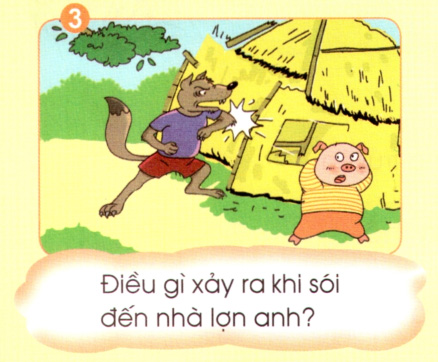 3
Điều gì xảy ra khi sói
đến nhà lợn anh?